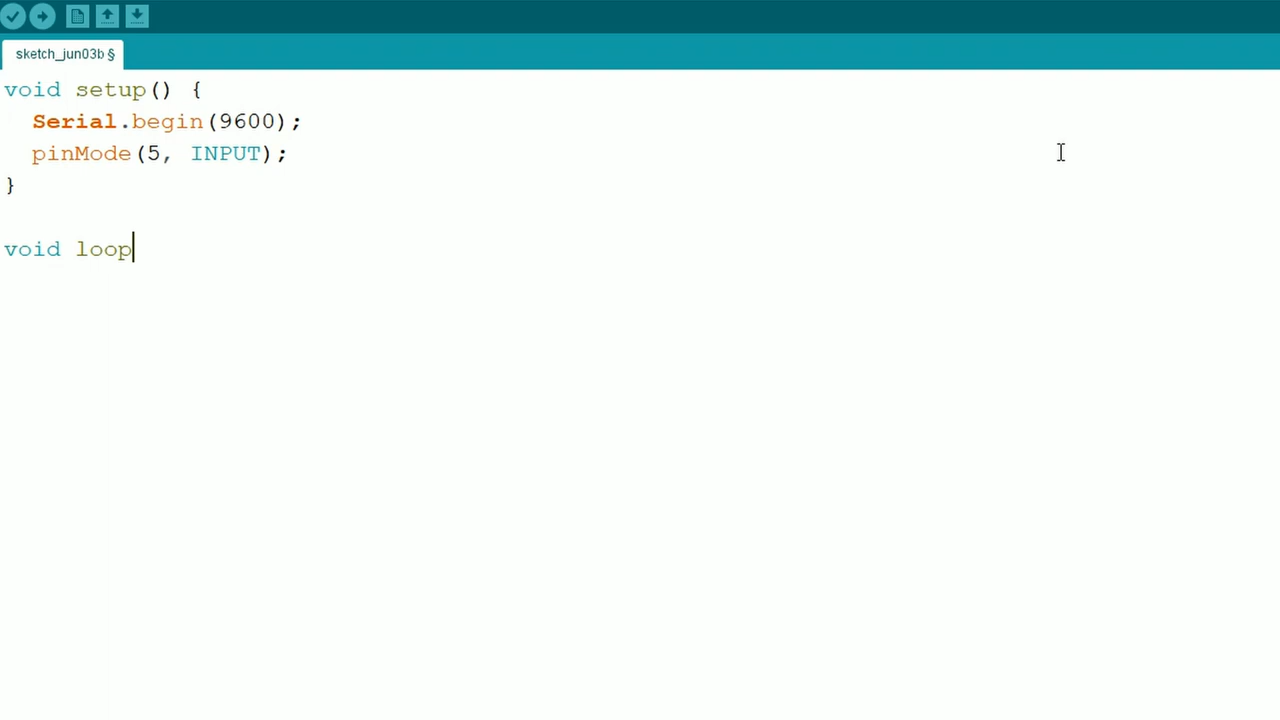 sketch_jun03b §
void setup() {
  Serial.begin(9600);
  pinMode(5, INPUT);
}
void loop